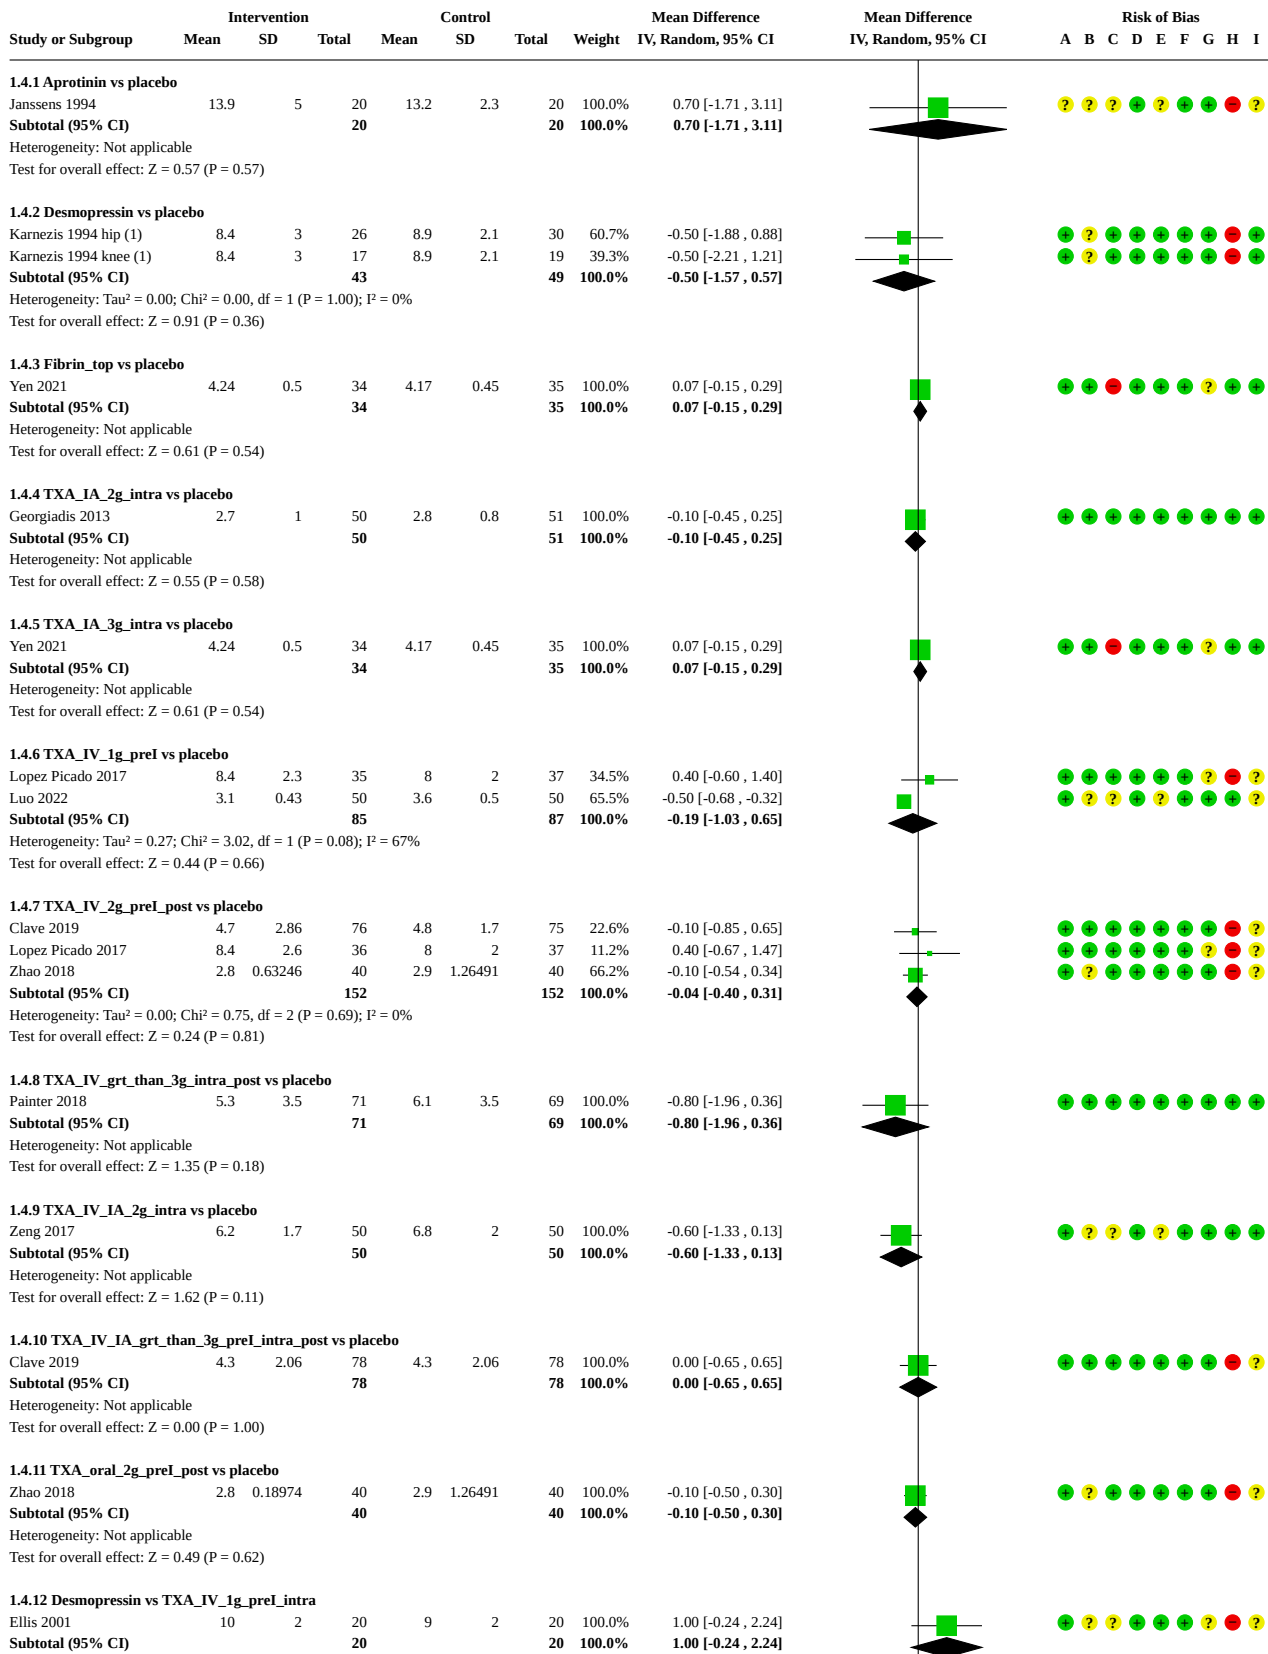 Intervention Control Mean Difference Mean Difference Risk of Bias
Study or Subgroup Mean SD Total Mean SD Total Weight IV, Random, 95% CI IV, Random, 95% CI A B C D E F G H I
1.4.1 Aprotinin vs placebo
Janssens 1994 13.9 5 20 13.2 2.3 20 100.0% 0.70 [-1.71 , 3.11] ? ? ? + ? + + − ?
Subtotal (95% CI) 20 20 100.0% 0.70 [-1.71 , 3.11]
Heterogeneity: Not applicable
Test for overall effect: Z = 0.57 (P = 0.57)
1.4.2 Desmopressin vs placebo
Karnezis 1994 hip (1) 8.4 3 26 8.9 2.1 30 60.7% -0.50 [-1.88 , 0.88] + ? + + + + + − +
Karnezis 1994 knee (1) 8.4 3 17 8.9 2.1 19 39.3% -0.50 [-2.21 , 1.21] + ? + + + + + − +
Subtotal (95% CI) 43 49 100.0% -0.50 [-1.57 , 0.57]
Heterogeneity: Tau² = 0.00; Chi² = 0.00, df = 1 (P = 1.00); I² = 0%
Test for overall effect: Z = 0.91 (P = 0.36)
1.4.3 Fibrin_top vs placebo
Yen 2021 4.24 0.5 34 4.17 0.45 35 100.0% 0.07 [-0.15 , 0.29] + + − + + + ? + +
Subtotal (95% CI) 34 35 100.0% 0.07 [-0.15 , 0.29]
Heterogeneity: Not applicable
Test for overall effect: Z = 0.61 (P = 0.54)
1.4.4 TXA_IA_2g_intra vs placebo
Georgiadis 2013 2.7 1 50 2.8 0.8 51 100.0% -0.10 [-0.45 , 0.25] + + + + + + + + +
Subtotal (95% CI) 50 51 100.0% -0.10 [-0.45 , 0.25]
Heterogeneity: Not applicable
Test for overall effect: Z = 0.55 (P = 0.58)
1.4.5 TXA_IA_3g_intra vs placebo
Yen 2021 4.24 0.5 34 4.17 0.45 35 100.0% 0.07 [-0.15 , 0.29] + + − + + + ? + +
Subtotal (95% CI) 34 35 100.0% 0.07 [-0.15 , 0.29]
Heterogeneity: Not applicable
Test for overall effect: Z = 0.61 (P = 0.54)
1.4.6 TXA_IV_1g_preI vs placebo
Lopez Picado 2017 8.4 2.3 35 8 2 37 34.5% 0.40 [-0.60 , 1.40] + + + + + + ? − ?
Luo 2022 3.1 0.43 50 3.6 0.5 50 65.5% -0.50 [-0.68 , -0.32] + ? ? + ? + + + ?
Subtotal (95% CI) 85 87 100.0% -0.19 [-1.03 , 0.65]
Heterogeneity: Tau² = 0.27; Chi² = 3.02, df = 1 (P = 0.08); I² = 67%
Test for overall effect: Z = 0.44 (P = 0.66)
1.4.7 TXA_IV_2g_preI_post vs placebo
Clave 2019 4.7 2.86 76 4.8 1.7 75 22.6% -0.10 [-0.85 , 0.65] + + + + + + + − ?
Lopez Picado 2017 8.4 2.6 36 8 2 37 11.2% 0.40 [-0.67 , 1.47] + + + + + + ? − ?
Zhao 2018 2.8 0.63246 40 2.9 1.26491 40 66.2% -0.10 [-0.54 , 0.34] + ? + + + + + − ?
Subtotal (95% CI) 152 152 100.0% -0.04 [-0.40 , 0.31]
Heterogeneity: Tau² = 0.00; Chi² = 0.75, df = 2 (P = 0.69); I² = 0%
Test for overall effect: Z = 0.24 (P = 0.81)
1.4.8 TXA_IV_grt_than_3g_intra_post vs placebo
Painter 2018 5.3 3.5 71 6.1 3.5 69 100.0% -0.80 [-1.96 , 0.36] + + + + + + + + +
Subtotal (95% CI) 71 69 100.0% -0.80 [-1.96 , 0.36]
Heterogeneity: Not applicable
Test for overall effect: Z = 1.35 (P = 0.18)
1.4.9 TXA_IV_IA_2g_intra vs placebo
Zeng 2017 6.2 1.7 50 6.8 2 50 100.0% -0.60 [-1.33 , 0.13] + ? ? + ? + + + +
Subtotal (95% CI) 50 50 100.0% -0.60 [-1.33 , 0.13]
Heterogeneity: Not applicable
Test for overall effect: Z = 1.62 (P = 0.11)
1.4.10 TXA_IV_IA_grt_than_3g_preI_intra_post vs placebo
Clave 2019 4.3 2.06 78 4.3 2.06 78 100.0% 0.00 [-0.65 , 0.65] + + + + + + + − ?
Subtotal (95% CI) 78 78 100.0% 0.00 [-0.65 , 0.65]
Heterogeneity: Not applicable
Test for overall effect: Z = 0.00 (P = 1.00)
1.4.11 TXA_oral_2g_preI_post vs placebo
Zhao 2018 2.8 0.18974 40 2.9 1.26491 40 100.0% -0.10 [-0.50 , 0.30] + ? + + + + + − ?
Subtotal (95% CI) 40 40 100.0% -0.10 [-0.50 , 0.30]
Heterogeneity: Not applicable
Test for overall effect: Z = 0.49 (P = 0.62)
1.4.12 Desmopressin vs TXA_IV_1g_preI_intra
Ellis 2001 10 2 20 9 2 20 100.0% 1.00 [-0.24 , 2.24] + ? ? + + + ? − ?
Subtotal (95% CI) 20 20 100.0% 1.00 [-0.24 , 2.24]